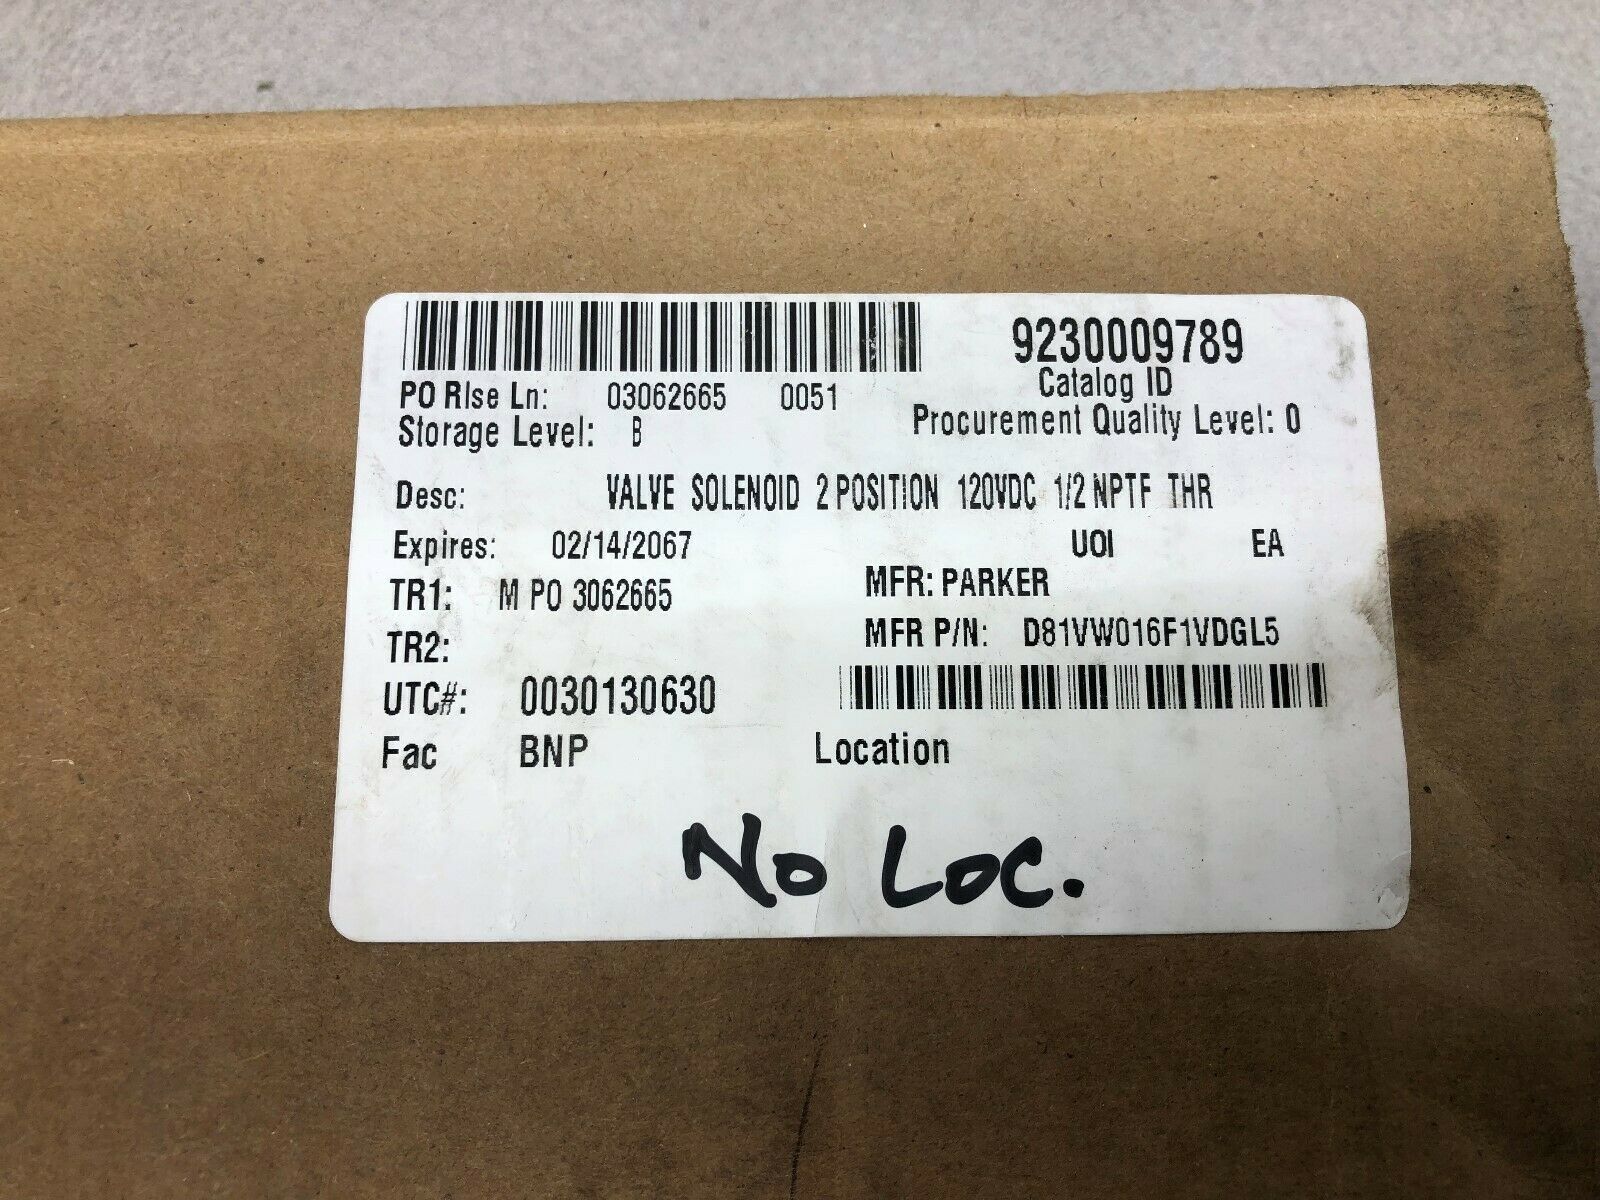 9230009789
Catalog ID
PO Rlse Ln: 03062665 0051
Procurement Quality Level: 0
Storage Level: B
Desc: VALVE SOLENOID 2 POSITION 120VDC 1/2 NPTF THR
Expires: 02/14/2067 UOI EA
TR1: M PO 3062665 MFR: PARKER
TR2: MFR P/N: D81VW016F1VDGL5
UTC#: 0030130630
Fac BNP Location
No Loc.